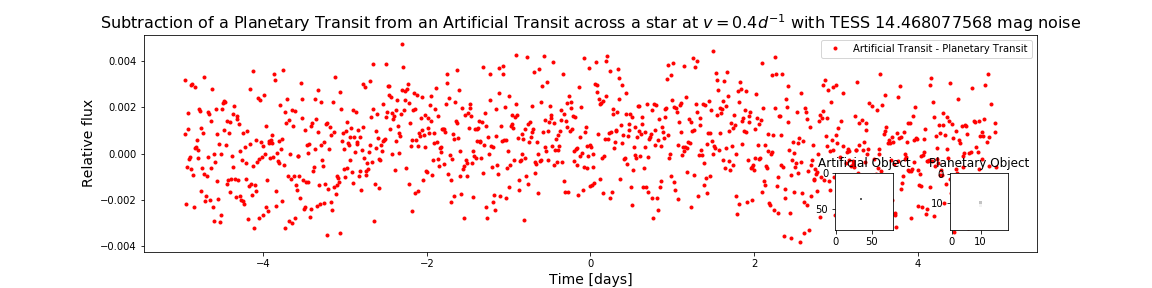 Subtraction of a Planetary Transit from an Artificial Transit across a star at v = 0.4d⁻¹ with TESS 14.468077568 mag noise
Artificial Transit - Planetary Transit
Relative flux
0.004
0.002
0.000
−0.002
−0.004
Artificial Object
0
50
0 50
Planetary Object
0
10
0 10
−4 −2 0 2 4
Time [days]